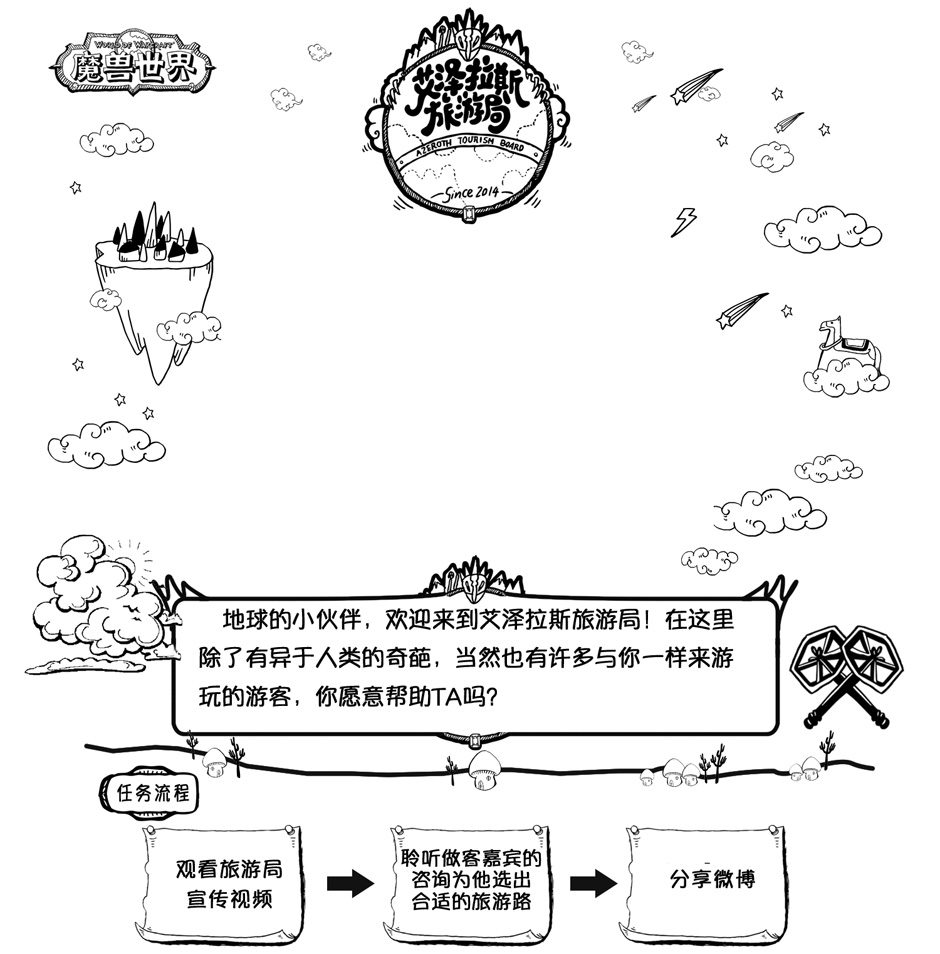 WORLD OF WARCRAFT
魔兽世界
艾泽拉斯
旅游局
AZEROTH TOURISM BOARD
Since 2014
地球的小伙伴，欢迎来到艾泽拉斯旅游局！在这里
除了有异于人类的奇葩，当然也有许多与你一样来游
玩的游客，你愿意帮助TA吗？
任务流程
观看旅游局
宣传视频
聆听做客嘉宾的
咨询为他选出
合适的旅游路
分享微博